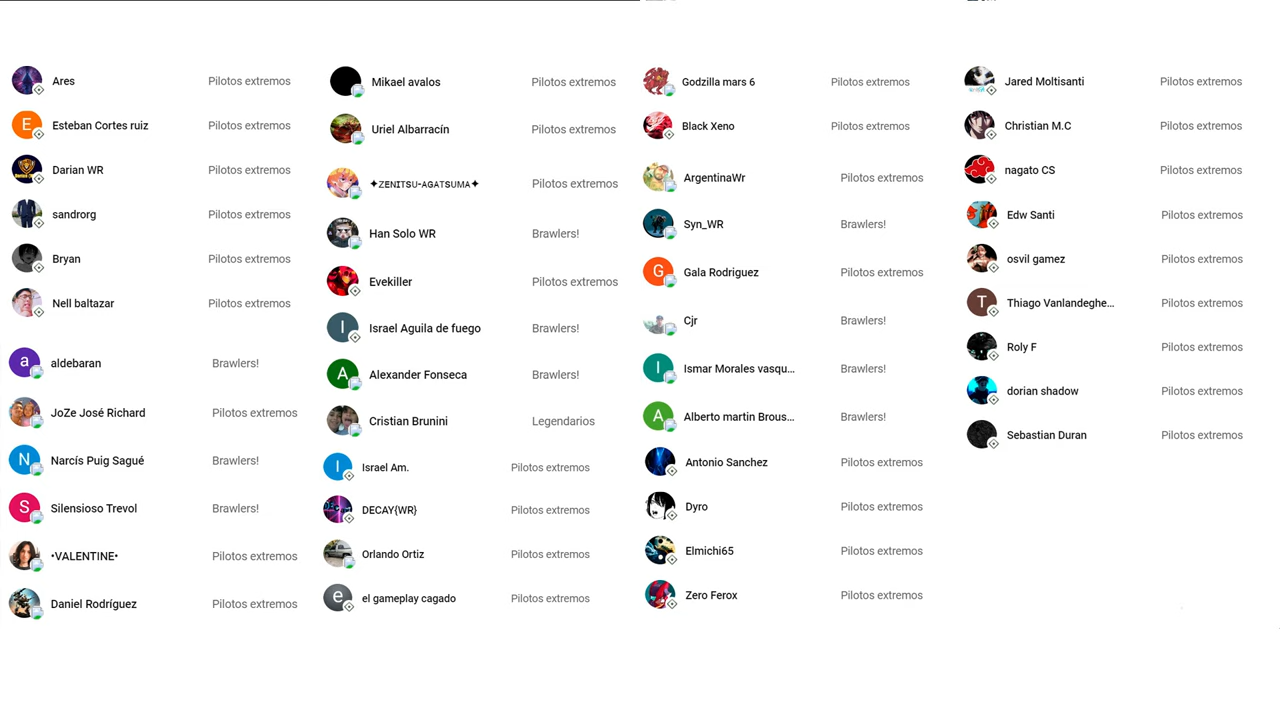 Ares Pilotos extremos
E Esteban Cortes ruiz Pilotos extremos
Darian WR Pilotos extremos
sandrorg Pilotos extremos
Bryan Pilotos extremos
Nell baltazar Pilotos extremos
a aldebaran Brawlers!
JoZe José Richard Pilotos extremos
N Narcís Puig Sagué Brawlers!
S Silensioso Trevol Brawlers!
•VALENTINE• Pilotos extremos
Daniel Rodríguez Pilotos extremos
Mikael avalos Pilotos extremos
Uriel Albarracín Pilotos extremos
✦ZENITSU-AGATSUMA✦ Pilotos extremos
Han Solo WR Brawlers!
Evekiller Pilotos extremos
I Israel Aguila de fuego Brawlers!
A Alexander Fonseca Brawlers!
Cristian Brunini Legendarios
I Israel Am. Pilotos extremos
DECAY{WR} Pilotos extremos
Orlando Ortiz Pilotos extremos
e el gameplay cagado Pilotos extremos
Godzilla mars 6 Pilotos extremos
Black Xeno Pilotos extremos
ArgentinaWr Pilotos extremos
Syn_WR Brawlers!
G Gala Rodriguez Pilotos extremos
Cjr Brawlers!
I Ismar Morales vasqu... Brawlers!
A Alberto martin Brous... Brawlers!
Antonio Sanchez Pilotos extremos
Dyro Pilotos extremos
Elmichi65 Pilotos extremos
Zero Ferox Pilotos extremos
Jared Moltisanti Pilotos extremos
Christian M.C Pilotos extremos
nagato CS Pilotos extremos
Edw Santi Pilotos extremos
osvil gamez Pilotos extremos
T Thiago Vanlandeghe... Pilotos extremos
Roly F Pilotos extremos
dorian shadow Pilotos extremos
Sebastian Duran Pilotos extremos